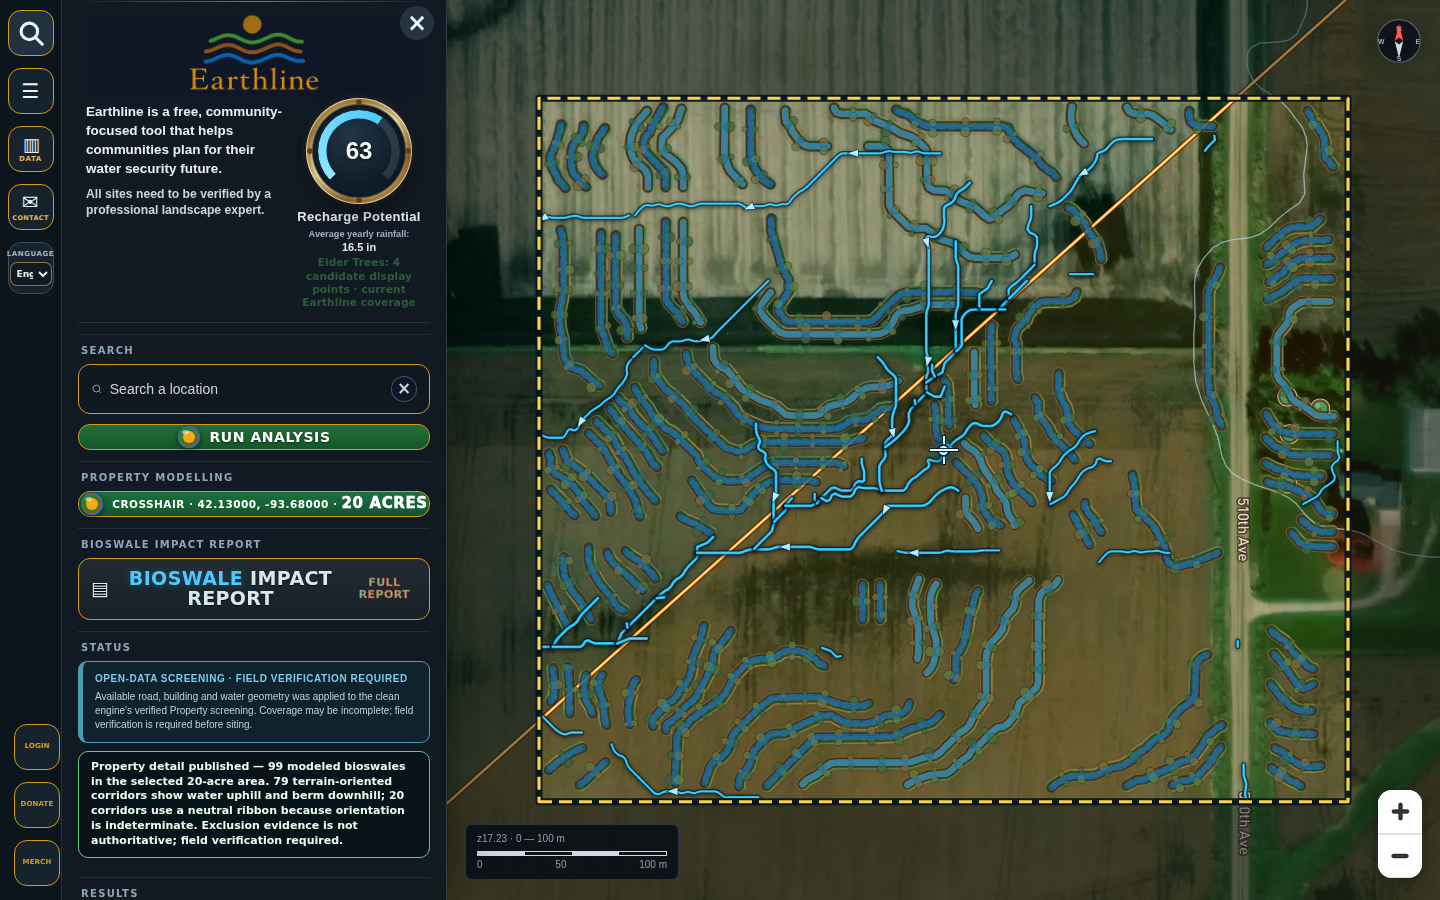 Earthline
Earthline is a free, community-
focused tool that helps
communities plan for their
water security future.
All sites need to be verified by a
professional landscape expert.
63
Recharge Potential
Average yearly rainfall:
16.5 in
Elder Trees: 4
candidate display
points · current
Earthline coverage
DATA
CONTACT
LANGUAGE
Eng
SEARCH
Search a location
RUN ANALYSIS
PROPERTY MODELLING
CROSSHAIR · 42.13000, -93.68000 · 20 ACRES
BIOSWALE IMPACT REPORT
BIOSWALE IMPACT
REPORT
FULL
REPORT
STATUS
OPEN-DATA SCREENING · FIELD VERIFICATION REQUIRED
Available road, building and water geometry was applied to the clean
engine's verified Property screening. Coverage may be incomplete; field
verification is required before siting.
Property detail published — 99 modeled bioswales
in the selected 20-acre area. 79 terrain-oriented
corridors show water uphill and berm downhill; 20
corridors use a neutral ribbon because orientation
is indeterminate. Exclusion evidence is not
authoritative; field verification required.
RESULTS
LOGIN
DONATE
MERCH
N
W
E
S
510th Ave
0th Ave
z17.23 · 0 — 100 m
0 50 100 m